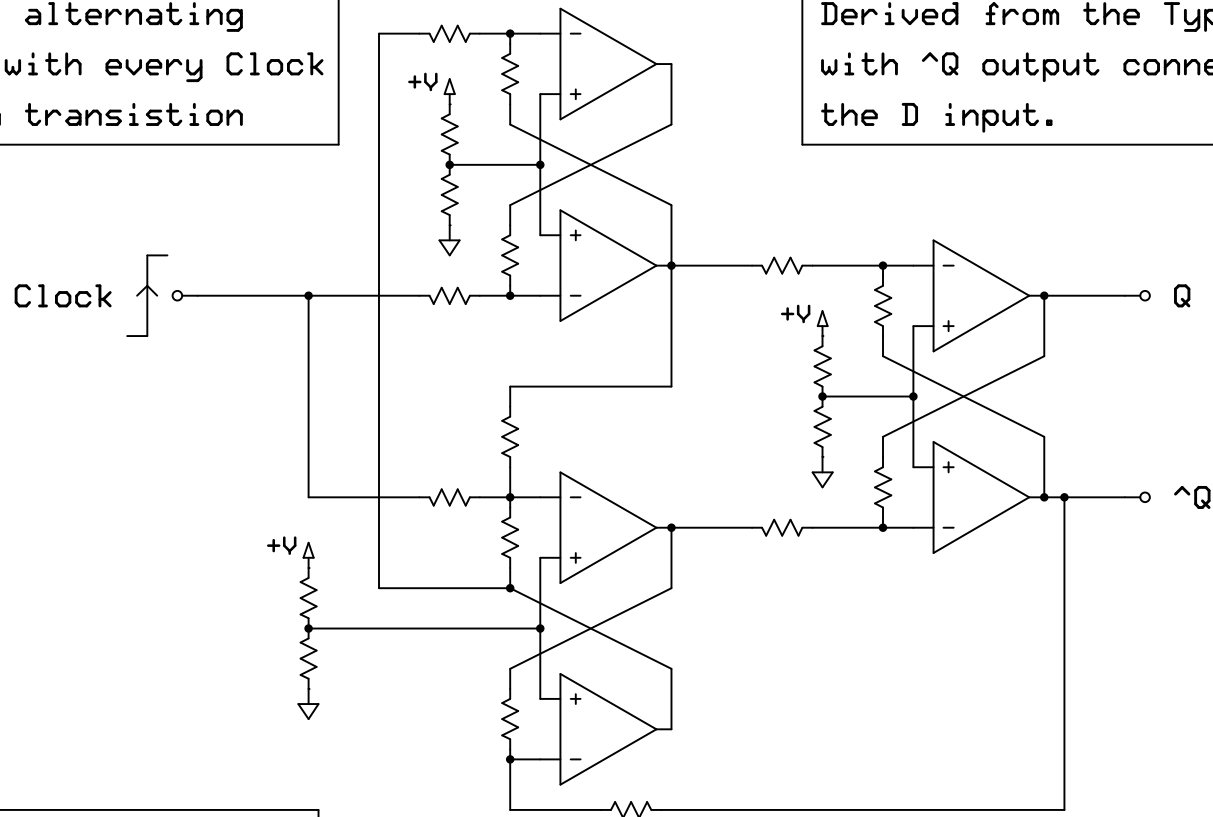 alternating
with every Clock
transistion
Derived from the Typ
with ^Q output conne
the D input.
+V
Clock
+V
Q
^Q
+V